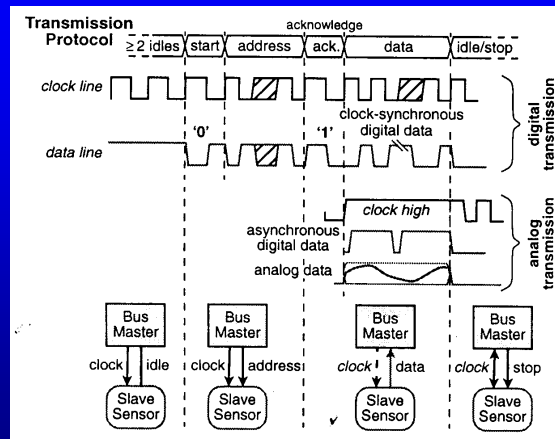 acknowledge
Transmission
Protocol
≥ 2 idles start address ack. data idle/stop
clock line
clock-synchronous
digital data
'0' '1'
data line
digital
transmission
clock high
asynchronous
digital data
analog data
analog
transmission
Bus
Master
clock idle
Slave
Sensor
Bus
Master
clock address
Slave
Sensor
Bus
Master
clock data
Slave
Sensor
Bus
Master
clock stop
Slave
Sensor